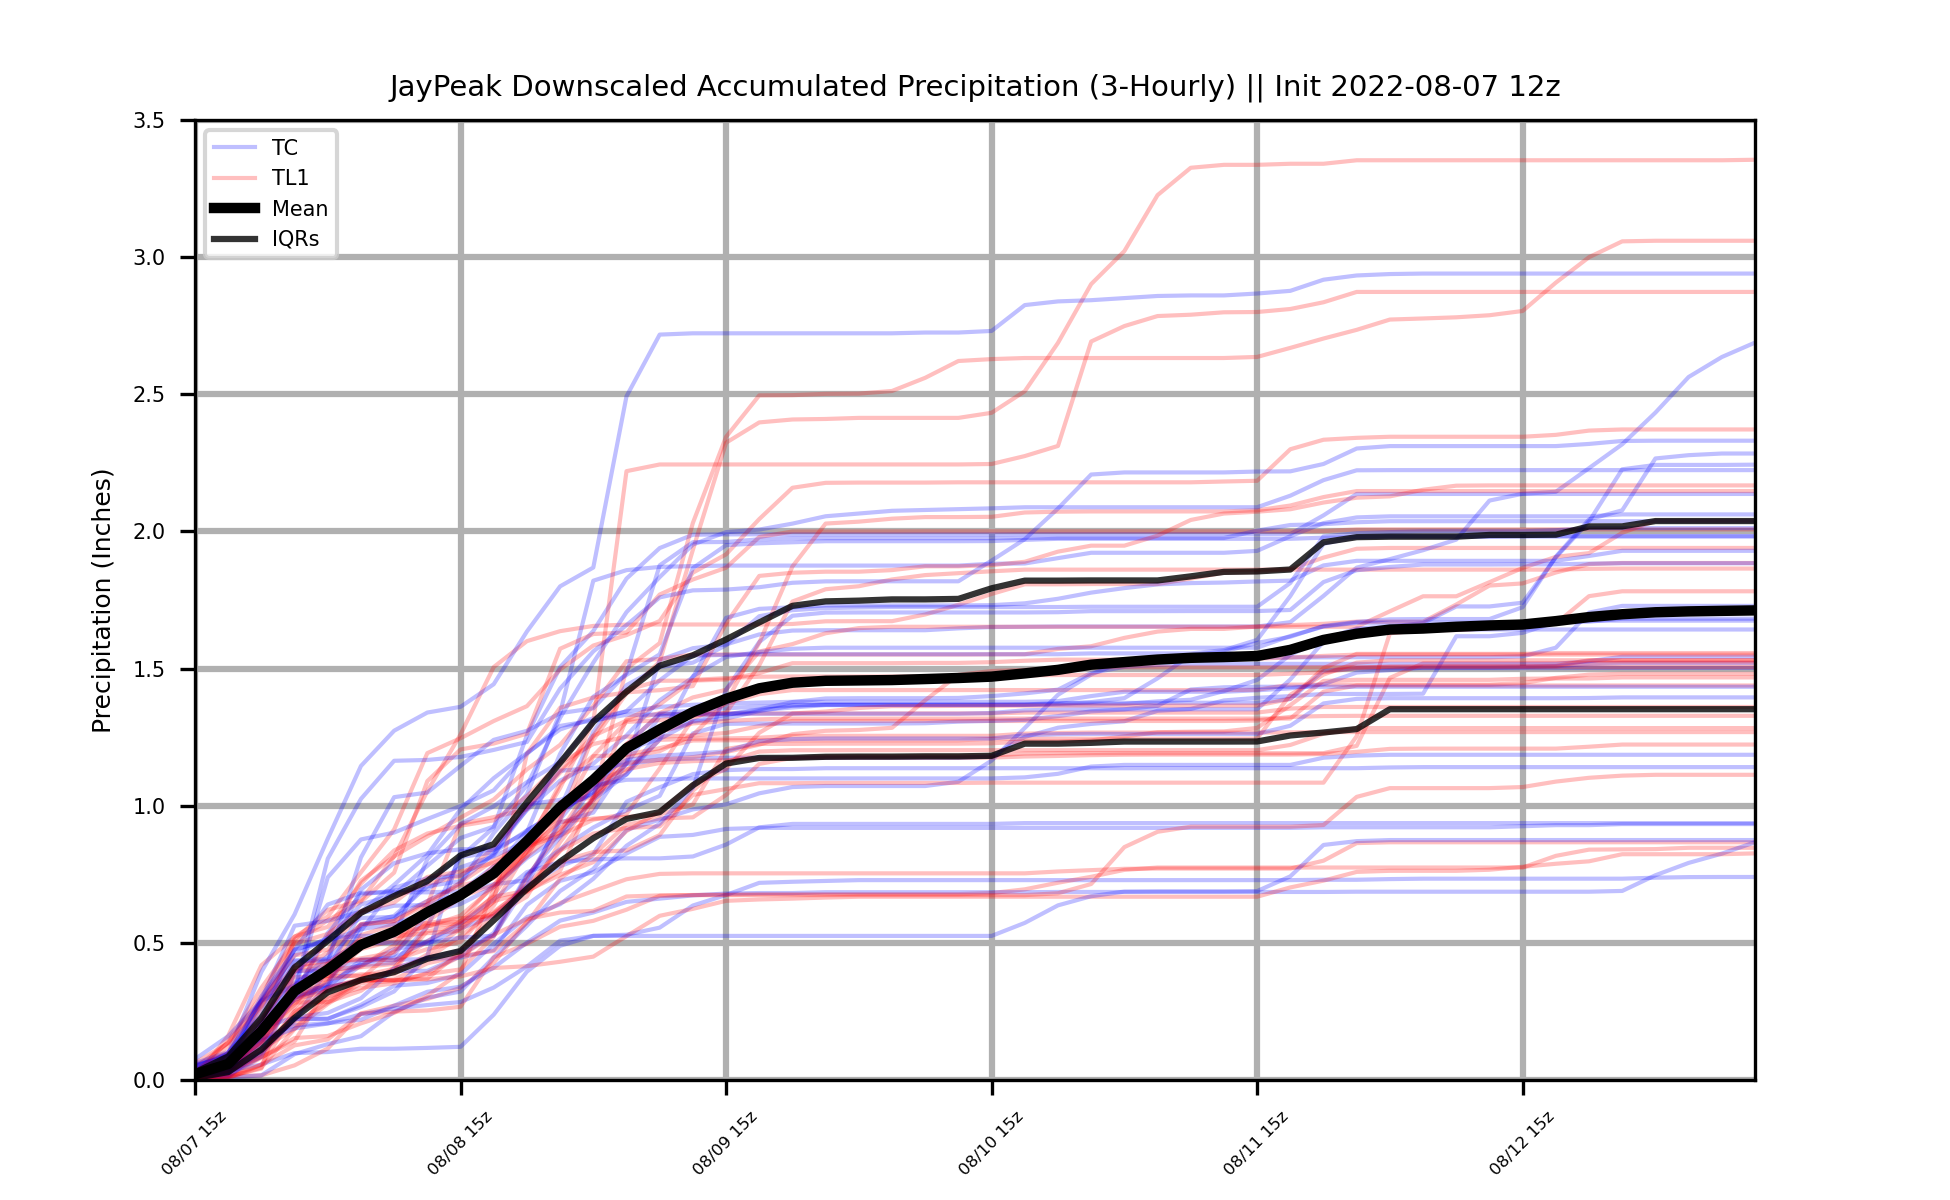 JayPeak Downscaled Accumulated Precipitation (3-Hourly) || Init 2022-08-07 12z
TC
TL1
Mean
IQRs
Precipitation (Inches)
3.5
3.0
2.5
2.0
1.5
1.0
0.5
0.0
08/07 15z
08/08 15z
08/09 15z
08/10 15z
08/11 15z
08/12 15z